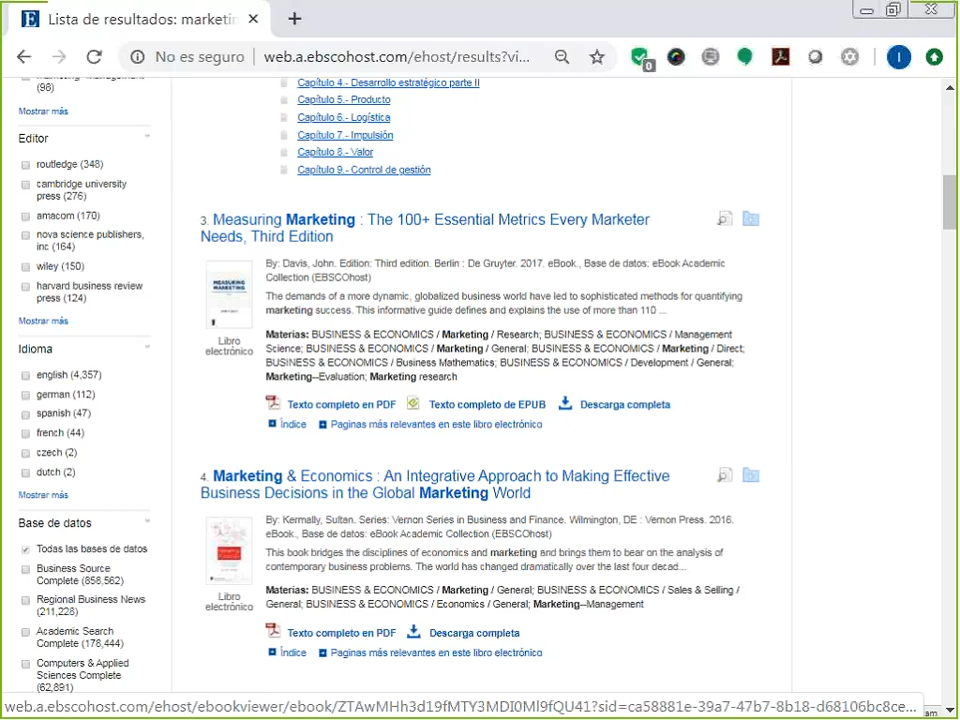 Lista de resultados: marketin
No es seguro web.a.ebscohost.com/ehost/results?vi...
0
I
(96)
Mostrar más
Editor
routledge (348)
cambridge university
press (276)
amacom (170)
nova science publishers,
inc (164)
wiley (150)
harvard business review
press (124)
Mostrar más
Idioma
english (4,357)
german (112)
spanish (47)
french (44)
czech (2)
dutch (2)
Mostrar más
Base de datos
Todas las bases de datos
Business Source
Complete (858,562)
Regional Business News
(211,228)
Academic Search
Complete (176,444)
Computers & Applied
Sciences Complete
(62,891)
Capítulo 4.- Desarrollo estratégico parte II
Capítulo 5.- Producto
Capítulo 6.- Logística
Capítulo 7.- Impulsión
Capítulo 8.- Valor
Capítulo 9.- Control de gestión
3. Measuring Marketing : The 100+ Essential Metrics Every Marketer
Needs, Third Edition
MEASURING
MARKETING
Libro
electrónico
By: Davis, John. Edition: Third edition. Berlin : De Gruyter. 2017. eBook., Base de datos: eBook Academic
Collection (EBSCOhost)
The demands of a more dynamic, globalized business world have led to sophisticated methods for quantifying
marketing success. This informative guide defines and explains the use of more than 110 ...
Materias: BUSINESS & ECONOMICS / Marketing / Research; BUSINESS & ECONOMICS / Management
Science; BUSINESS & ECONOMICS / Marketing / General; BUSINESS & ECONOMICS / Marketing / Direct;
BUSINESS & ECONOMICS / Business Mathematics; BUSINESS & ECONOMICS / Development / General;
Marketing--Evaluation; Marketing research
Texto completo en PDF Texto completo de EPUB Descarga completa
Índice Paginas más relevantes en este libro electrónico
4. Marketing & Economics : An Integrative Approach to Making Effective
Business Decisions in the Global Marketing World
Libro
electrónico
By: Kermally, Sultan. Series: Vernon Series in Business and Finance. Wilmington, DE : Vernon Press. 2016.
eBook., Base de datos: eBook Academic Collection (EBSCOhost)
This book bridges the disciplines of economics and marketing and brings them to bear on the analysis of
contemporary business problems. The world has changed dramatically over the last four decad...
Materias: BUSINESS & ECONOMICS / Marketing / General; BUSINESS & ECONOMICS / Sales & Selling /
General; BUSINESS & ECONOMICS / Economics / General; Marketing--Management
Texto completo en PDF Descarga completa
Índice Paginas más relevantes en este libro electrónico
web.a.ebscohost.com/ehost/ebookviewer/ebook/ZTAwMHh3d19fMTY3MDI0Ml9fQU41?sid=ca58881e-39a7-47b7-8b18-d68106bc8ce...
am